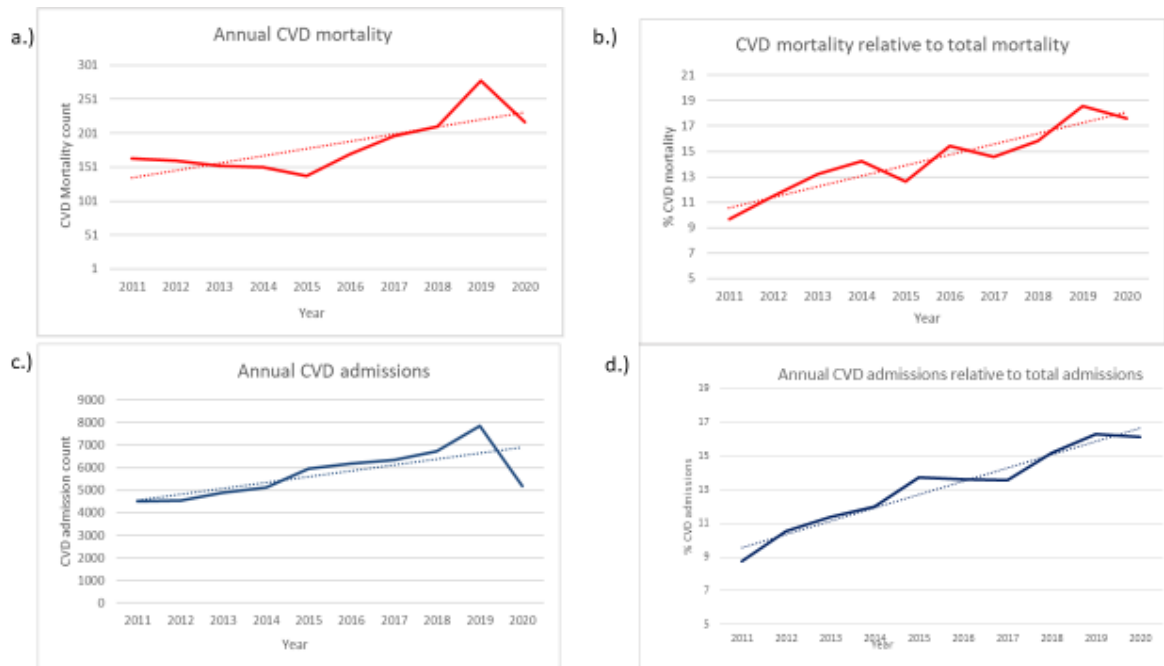 a.)
Annual CVD mortality
CVD Mortality count
301
251
201
151
101
51
1
2011 2012 2013 2014 2015 2016 2017 2018 2019 2020
Year
b.)
CVD mortality relative to total mortality
% CVD mortality
21
19
17
15
13
11
9
7
5
2011 2012 2013 2014 2015 2016 2017 2018 2019 2020
Year
c.)
Annual CVD admissions
CVD admission count
9000
8000
7000
6000
5000
4000
3000
2000
1000
0
2011 2012 2013 2014 2015 2016 2017 2018 2019 2020
Year
d.)
Annual CVD admissions relative to total admissions
% CVD admissions
19
17
15
13
11
9
7
5
2011 2012 2013 2014 2015 2016 2017 2018 2019 2020
Year